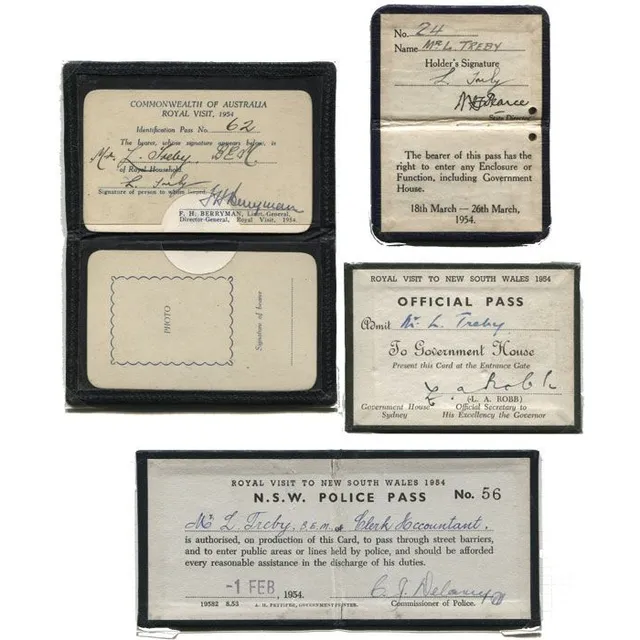 COMMONWEALTH OF AUSTRALIA
ROYAL VISIT, 1954
Identification Pass No. 62
The bearer, whose signature appears below, is
Mr. L. Treby, B.E.M.
of Royal Household
Signature of person to whom issued.
F. H. BERRYMAN, Lieut.-General,
Director-General, Royal Visit, 1954.
PHOTO
Signature of bearer
No. 24
Name Mr L. TREBY
Holder's Signature
State Director
The bearer of this pass has the
right to enter any Enclosure or
Function, including Government
House.
18th March — 26th March,
1954.
ROYAL VISIT TO NEW SOUTH WALES 1954
OFFICIAL PASS
Admit Mr. L. Treby
To Government House
Present this Card at the Entrance Gate
(L. A. ROBB)
Government House Official Secretary to
Sydney His Excellency the Governor
ROYAL VISIT TO NEW SOUTH WALES 1954
N.S.W. POLICE PASS No. 56
Mr L. Treby, B.E.M. Clerk Accountant.
is authorised, on production of this Card, to pass through street barriers,
and to enter public areas or lines held by police, and should be afforded
every reasonable assistance in the discharge of his duties.
-1 FEB, 1954. C. J. Delaney
Commissioner of Police.
19582 8.53 A. H. PETTIFER, GOVERNMENT PRINTER.